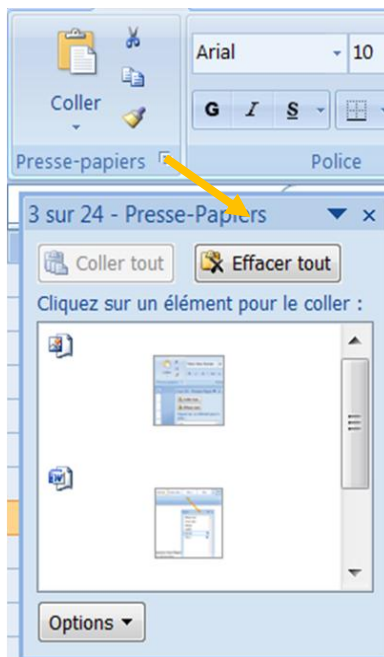 Arial 10
Coller
G I S
Presse-papiers Police
3 sur 24 - Presse-Papiers
Coller tout Effacer tout
Cliquez sur un élément pour le coller :
Options